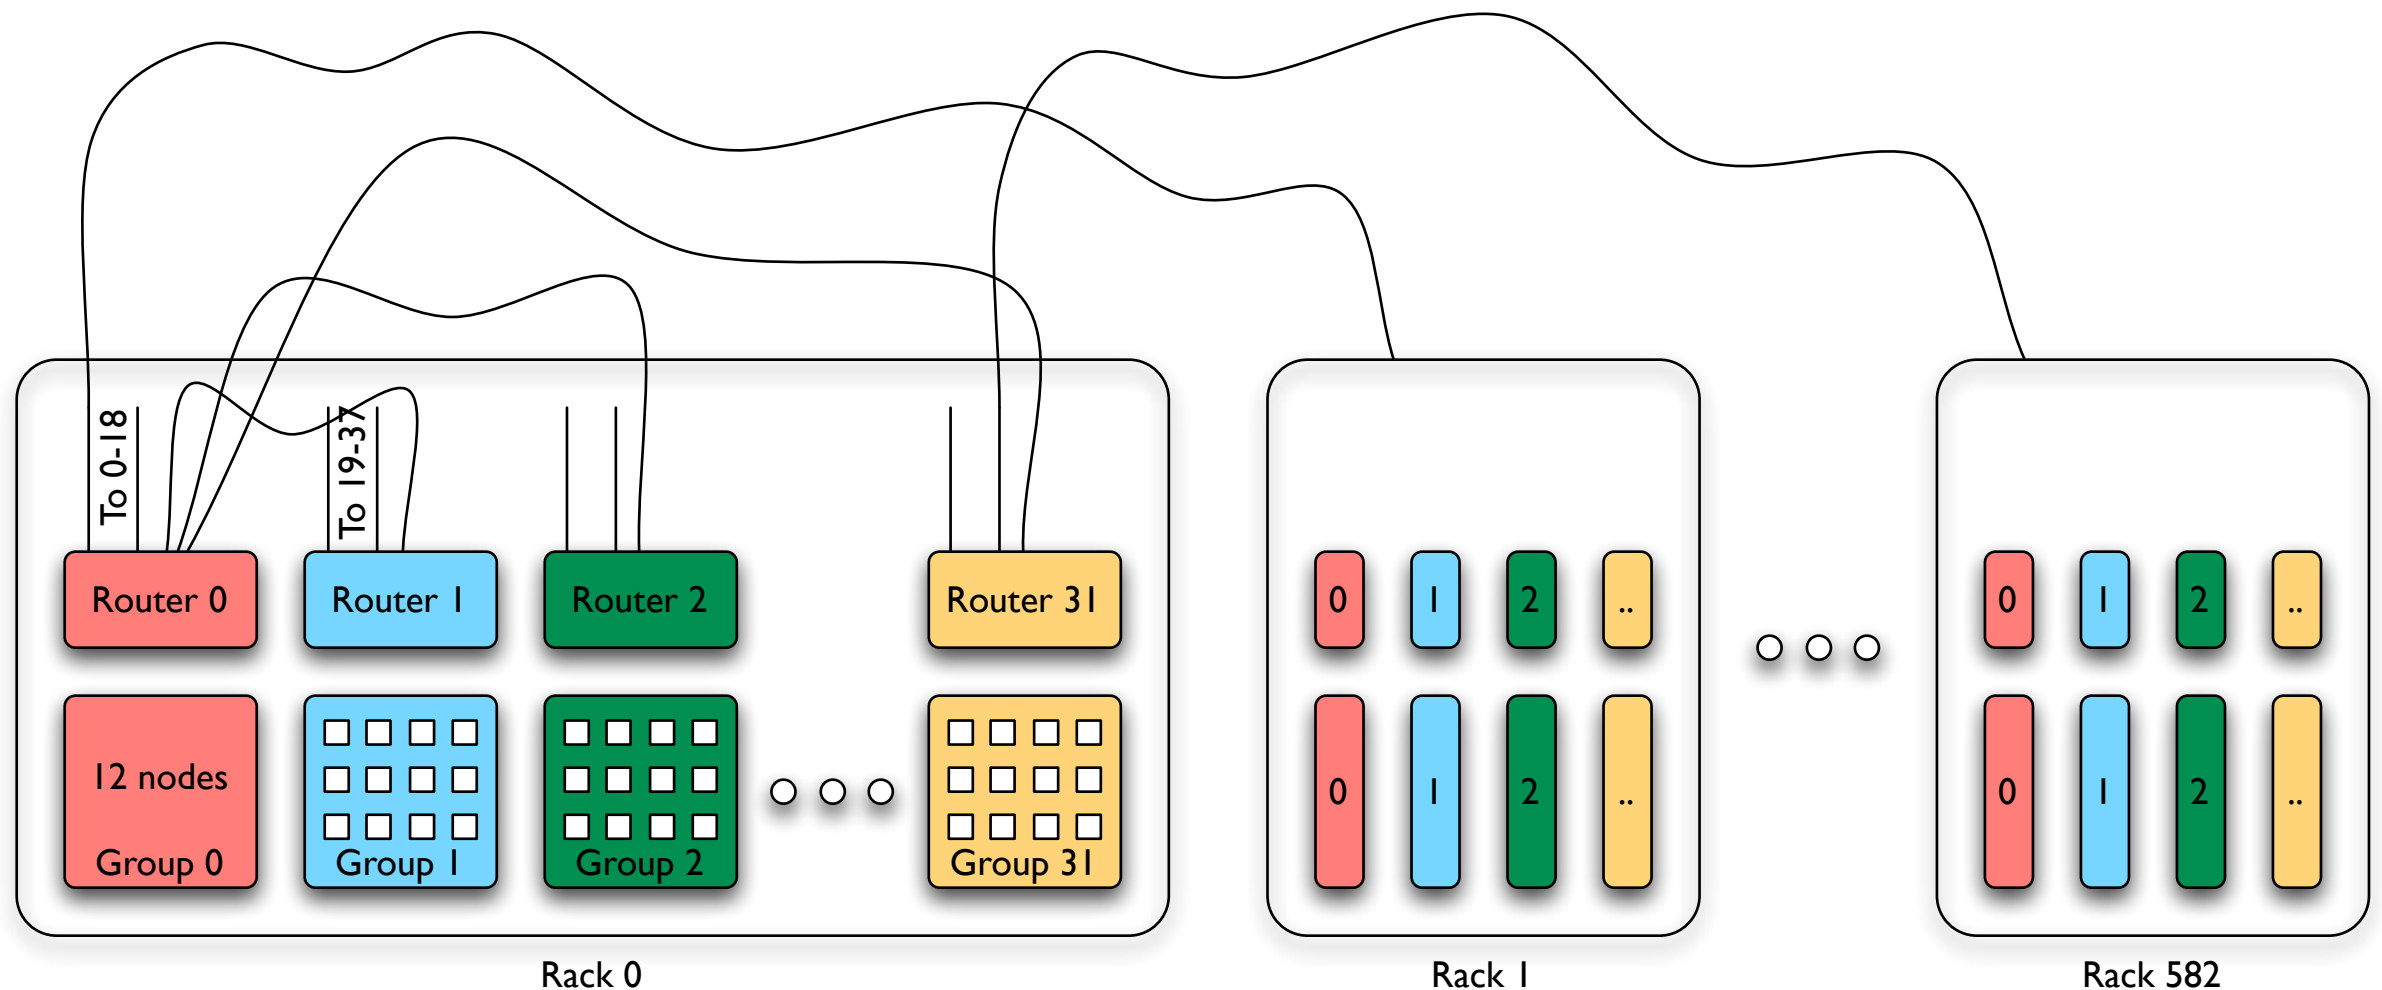 To 0-18
To 19-37
Router 0
Router 1
Router 2
Router 31
0
1
2
..
0
1
2
..
12 nodes
Group 0
Group 1
Group 2
Group 31
0
1
2
..
0
1
2
..
Rack 0
Rack 1
Rack 582